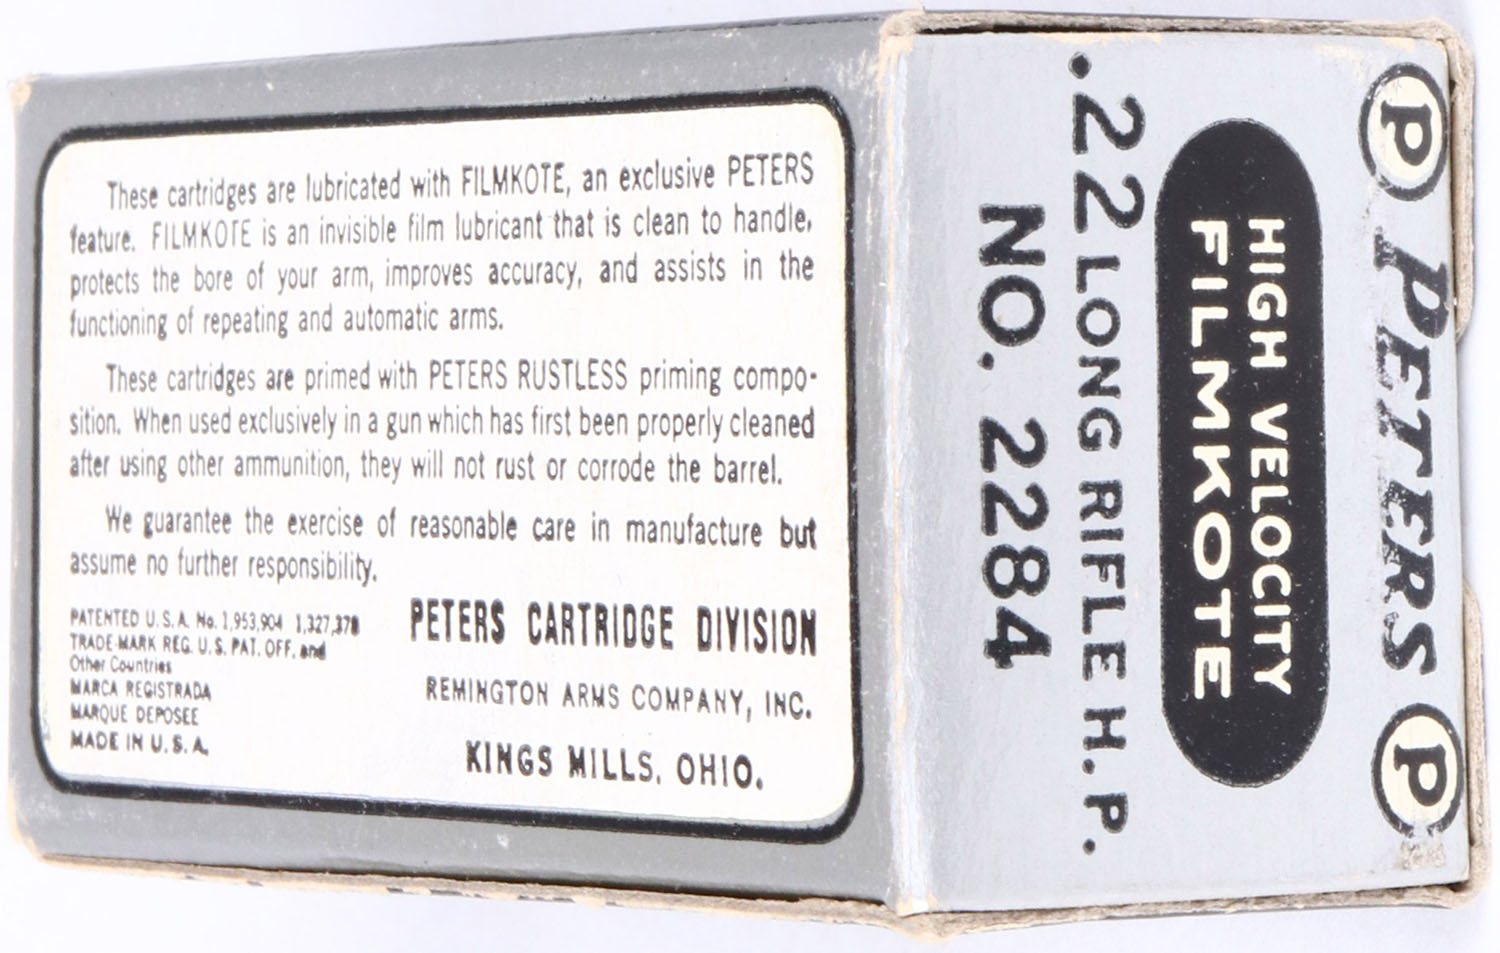 These cartridges are lubricated with FILMKOTE, an exclusive PETERS
feature. FILMKOTE is an invisible film lubricant that is clean to handle,
protects the bore of your arm, improves accuracy, and assists in the
functioning of repeating and automatic arms.
These cartridges are primed with PETERS RUSTLESS priming compo-
sition. When used exclusively in a gun which has first been properly cleaned
after using other ammunition, they will not rust or corrode the barrel.
We guarantee the exercise of reasonable care in manufacture but
assume no further responsibility.
PATENTED U. S. A. No. 1,953,904 1,327,378
TRADE-MARK REG. U. S. PAT. OFF. and
Other Countries
MARCA REGISTRADA
MARQUE DEPOSEE
MADE IN U. S. A.
PETERS CARTRIDGE DIVISION
REMINGTON ARMS COMPANY, INC.
KINGS MILLS, OHIO.
P PETERS P
HIGH VELOCITY
FILMKOTE
.22 LONG RIFLE H. P.
NO. 2284